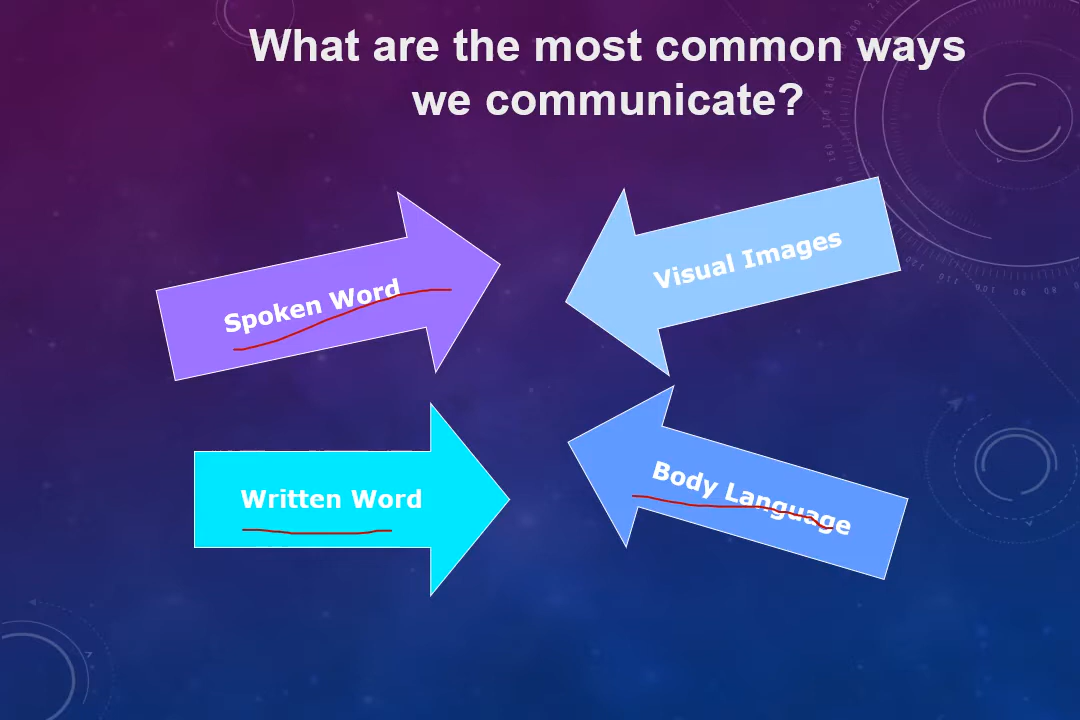 What are the most common ways
we communicate?
Spoken Word
Visual Images
Written Word
Body Language